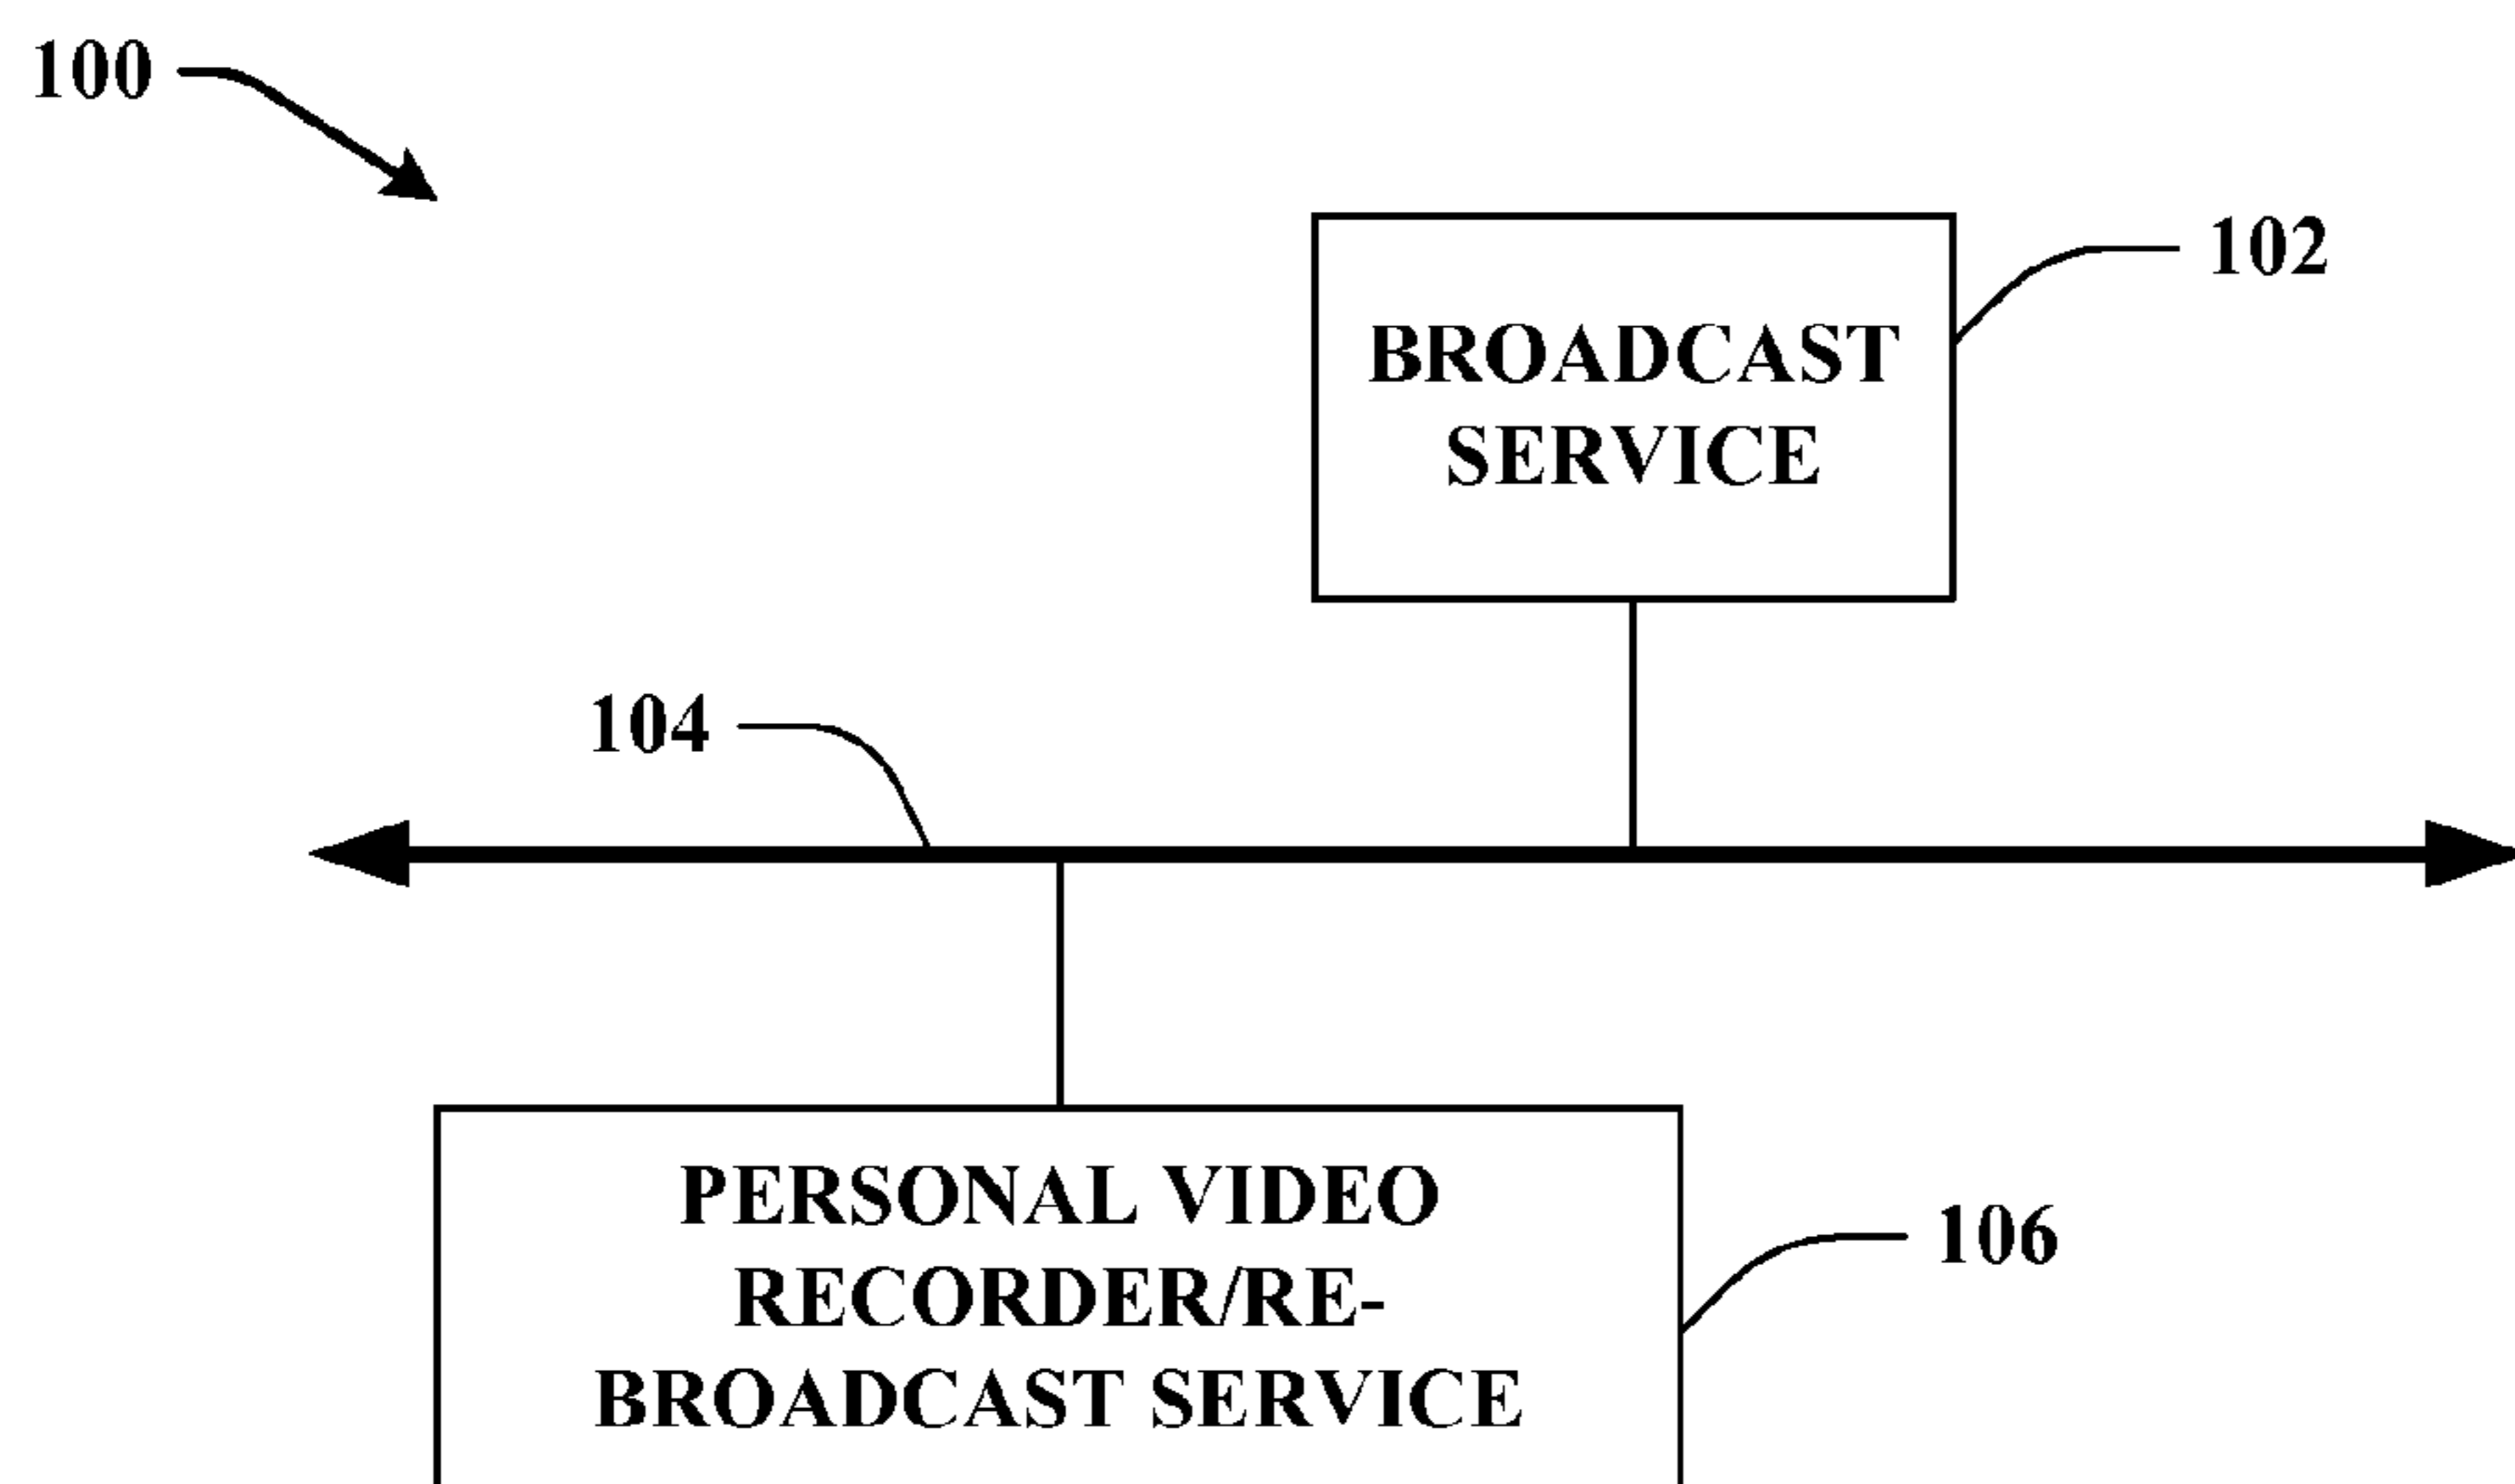 100
102
BROADCAST
SERVICE
104
PERSONAL VIDEO
RECORDER/RE-
BROADCAST SERVICE
106